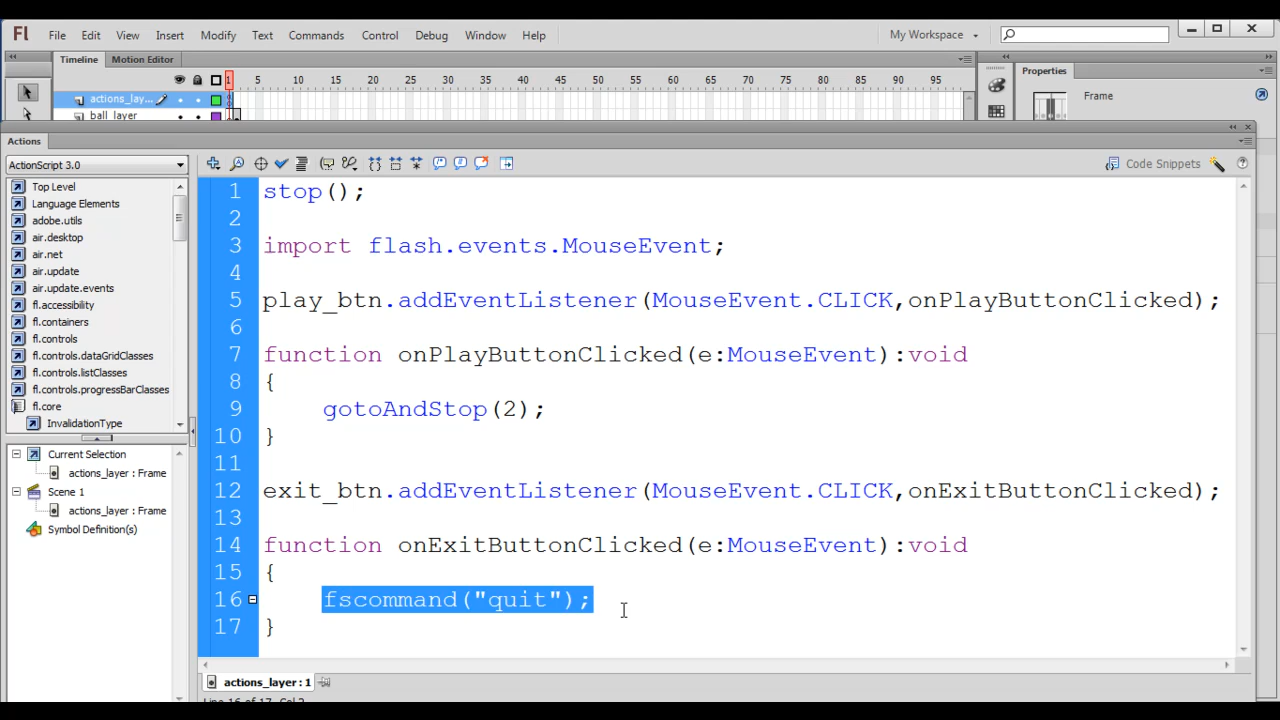 Fl File Edit View Insert Modify Text Commands Control Debug Window Help My Workspace
Timeline Motion Editor
1 5 10 15 20 25 30 35 40 45 50 55 60 65 70 75 80 85 90 95
actions_lay...
ball_layer
Properties
Frame
Actions
ActionScript 3.0
Code Snippets
Top Level
Language Elements
adobe.utils
air.desktop
air.net
air.update
air.update.events
fl.accessibility
fl.containers
fl.controls
fl.controls.dataGridClasses
fl.controls.listClasses
fl.controls.progressBarClasses
fl.core
InvalidationType
Current Selection
actions_layer : Frame
Scene 1
actions_layer : Frame
Symbol Definition(s)
1 stop();
2
3 import flash.events.MouseEvent;
4
5 play_btn.addEventListener(MouseEvent.CLICK,onPlayButtonClicked);
6
7 function onPlayButtonClicked(e:MouseEvent):void
8 {
9 gotoAndStop(2);
10 }
11
12 exit_btn.addEventListener(MouseEvent.CLICK,onExitButtonClicked);
13
14 function onExitButtonClicked(e:MouseEvent):void
15 {
16 fscommand("quit");
17 }
actions_layer : 1
Line 16 of 17, Col 2